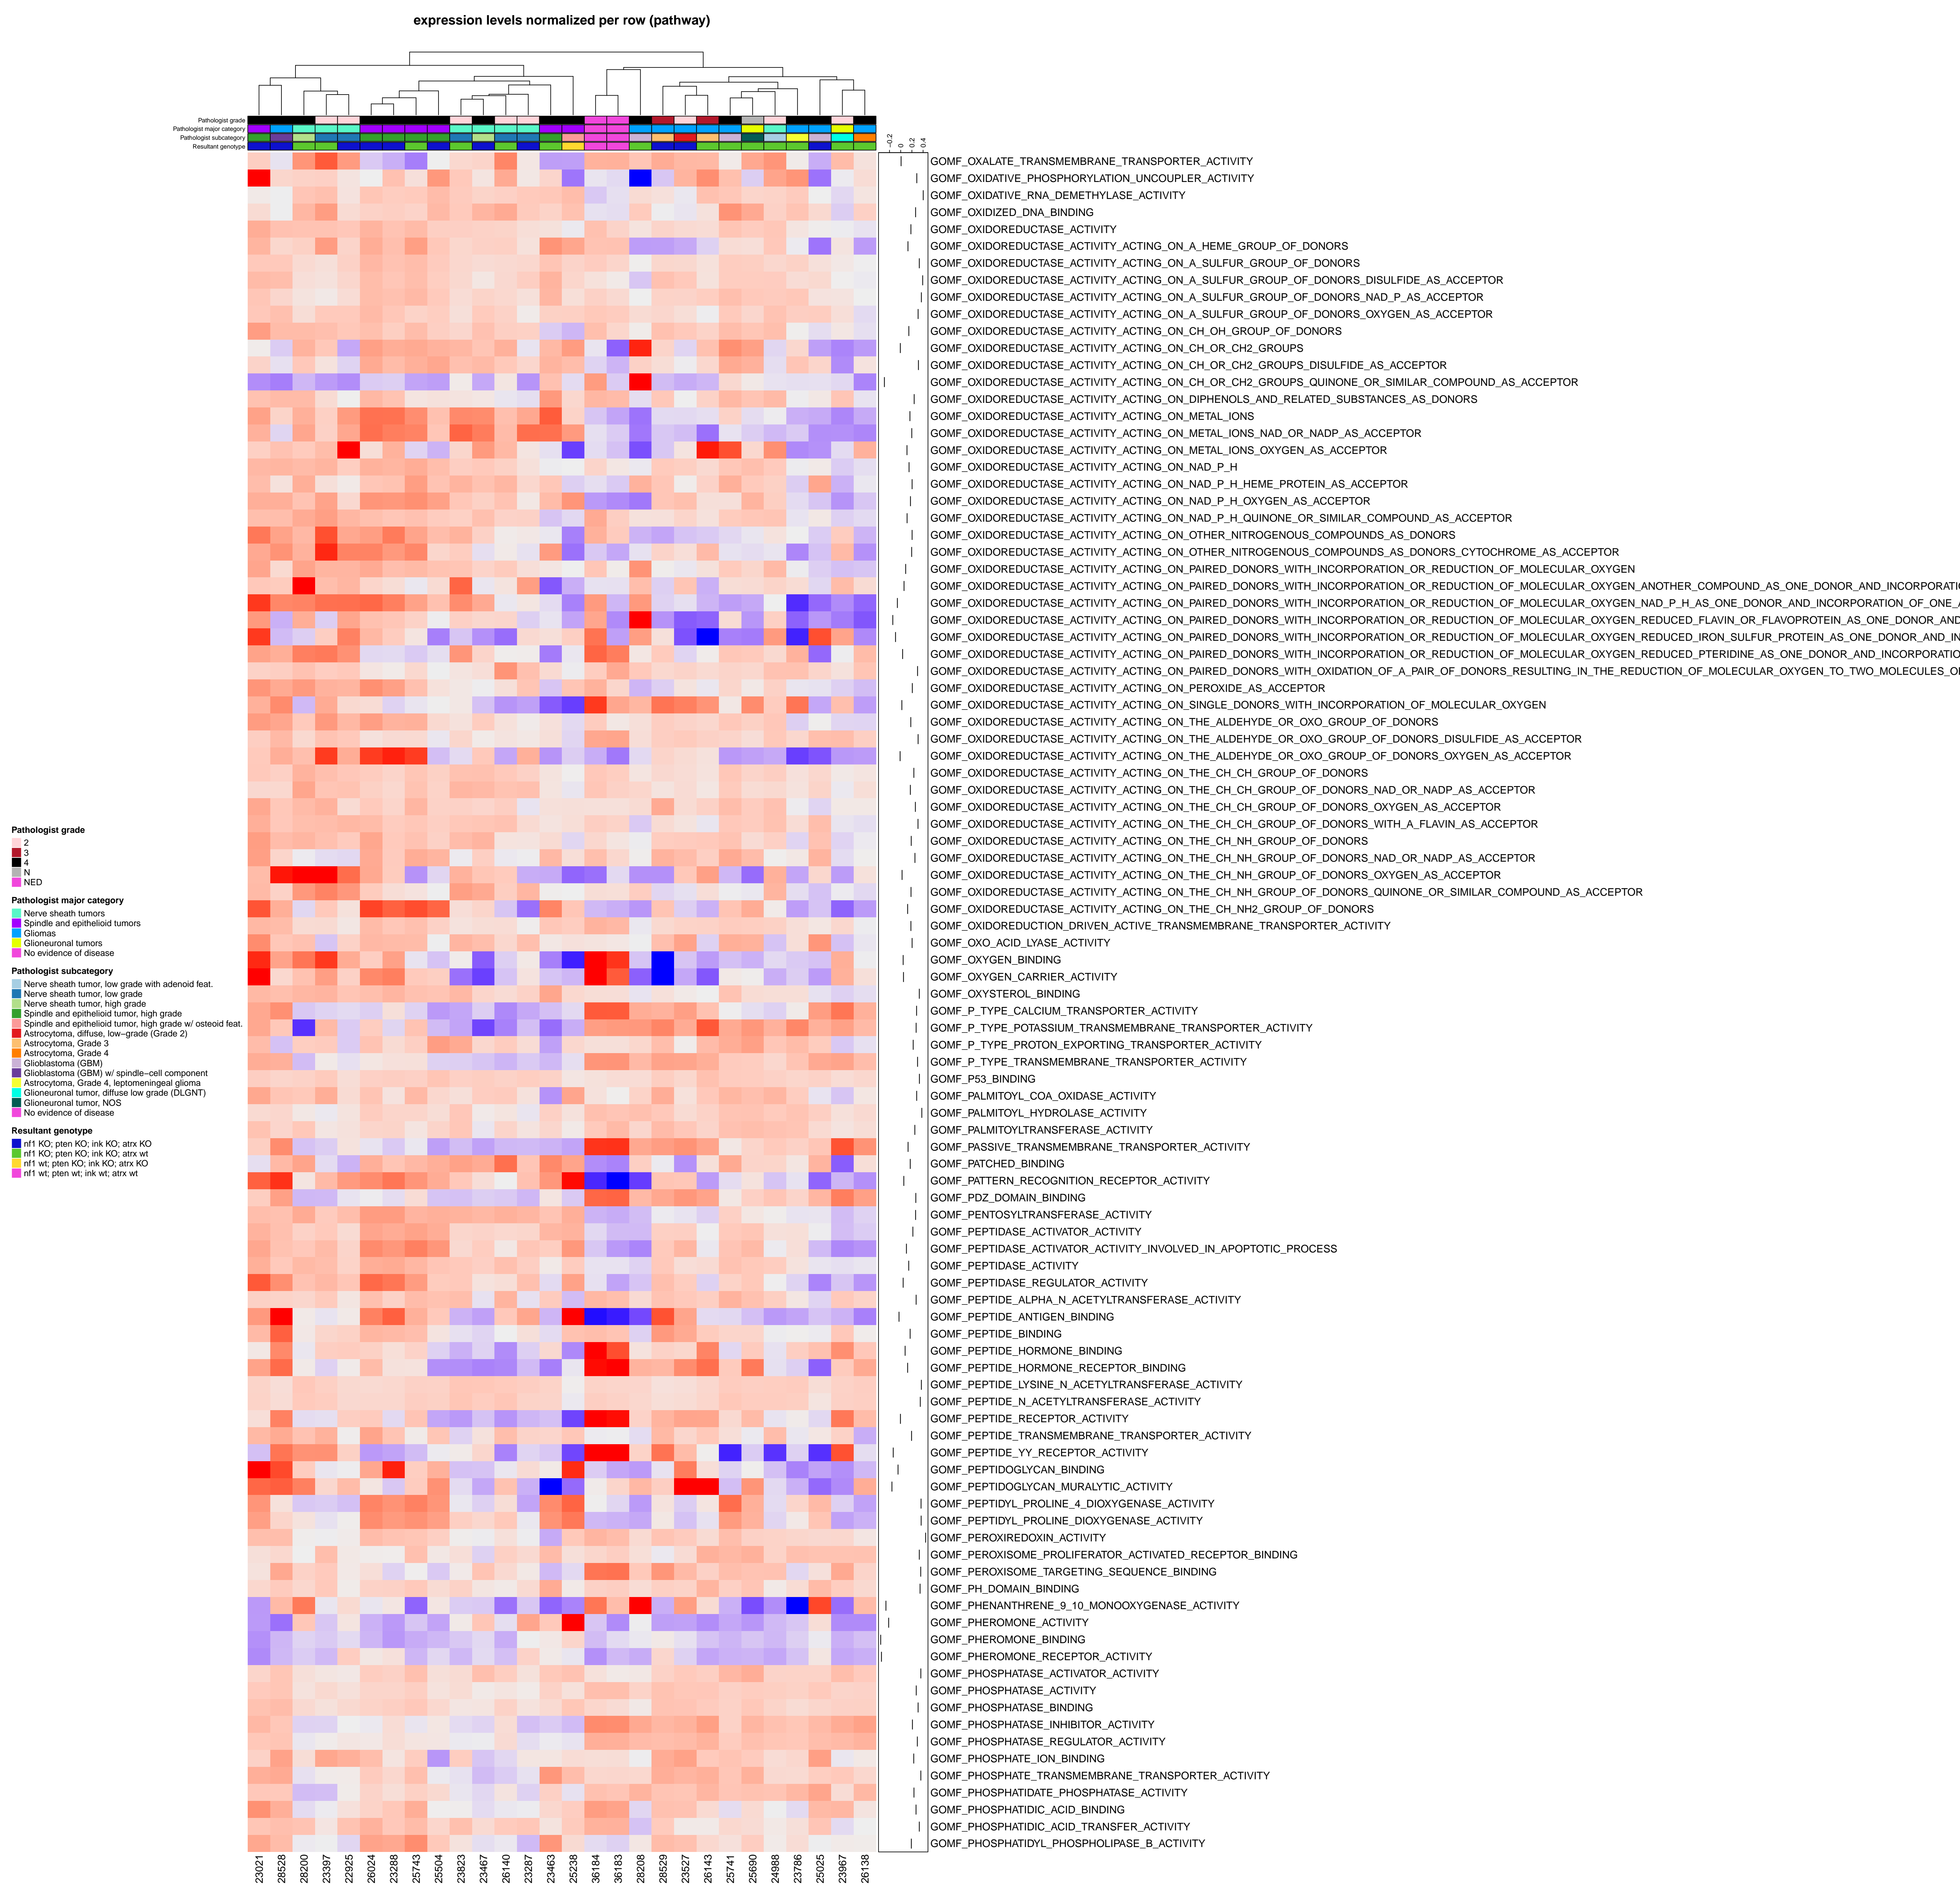 expression levels normalized per row (pathway)
Pathologist grade
Pathologist major category
Pathologist subcategory
Resultant genotype
−0.2
0
0.2
0.4
GOMF_OXALATE_TRANSMEMBRANE_TRANSPORTER_ACTIVITY
GOMF_OXIDATIVE_PHOSPHORYLATION_UNCOUPLER_ACTIVITY
GOMF_OXIDATIVE_RNA_DEMETHYLASE_ACTIVITY
GOMF_OXIDIZED_DNA_BINDING
GOMF_OXIDOREDUCTASE_ACTIVITY
GOMF_OXIDOREDUCTASE_ACTIVITY_ACTING_ON_A_HEME_GROUP_OF_DONORS
GOMF_OXIDOREDUCTASE_ACTIVITY_ACTING_ON_A_SULFUR_GROUP_OF_DONORS
GOMF_OXIDOREDUCTASE_ACTIVITY_ACTING_ON_A_SULFUR_GROUP_OF_DONORS_DISULFIDE_AS_ACCEPTOR
GOMF_OXIDOREDUCTASE_ACTIVITY_ACTING_ON_A_SULFUR_GROUP_OF_DONORS_NAD_P_AS_ACCEPTOR
GOMF_OXIDOREDUCTASE_ACTIVITY_ACTING_ON_A_SULFUR_GROUP_OF_DONORS_OXYGEN_AS_ACCEPTOR
GOMF_OXIDOREDUCTASE_ACTIVITY_ACTING_ON_CH_OH_GROUP_OF_DONORS
GOMF_OXIDOREDUCTASE_ACTIVITY_ACTING_ON_CH_OR_CH2_GROUPS
GOMF_OXIDOREDUCTASE_ACTIVITY_ACTING_ON_CH_OR_CH2_GROUPS_DISULFIDE_AS_ACCEPTOR
GOMF_OXIDOREDUCTASE_ACTIVITY_ACTING_ON_CH_OR_CH2_GROUPS_QUINONE_OR_SIMILAR_COMPOUND_AS_ACCEPTOR
GOMF_OXIDOREDUCTASE_ACTIVITY_ACTING_ON_DIPHENOLS_AND_RELATED_SUBSTANCES_AS_DONORS
GOMF_OXIDOREDUCTASE_ACTIVITY_ACTING_ON_METAL_IONS
GOMF_OXIDOREDUCTASE_ACTIVITY_ACTING_ON_METAL_IONS_NAD_OR_NADP_AS_ACCEPTOR
GOMF_OXIDOREDUCTASE_ACTIVITY_ACTING_ON_METAL_IONS_OXYGEN_AS_ACCEPTOR
GOMF_OXIDOREDUCTASE_ACTIVITY_ACTING_ON_NAD_P_H
GOMF_OXIDOREDUCTASE_ACTIVITY_ACTING_ON_NAD_P_H_HEME_PROTEIN_AS_ACCEPTOR
GOMF_OXIDOREDUCTASE_ACTIVITY_ACTING_ON_NAD_P_H_OXYGEN_AS_ACCEPTOR
GOMF_OXIDOREDUCTASE_ACTIVITY_ACTING_ON_NAD_P_H_QUINONE_OR_SIMILAR_COMPOUND_AS_ACCEPTOR
GOMF_OXIDOREDUCTASE_ACTIVITY_ACTING_ON_OTHER_NITROGENOUS_COMPOUNDS_AS_DONORS
GOMF_OXIDOREDUCTASE_ACTIVITY_ACTING_ON_OTHER_NITROGENOUS_COMPOUNDS_AS_DONORS_CYTOCHROME_AS_ACCEPTOR
GOMF_OXIDOREDUCTASE_ACTIVITY_ACTING_ON_PAIRED_DONORS_WITH_INCORPORATION_OR_REDUCTION_OF_MOLECULAR_OXYGEN
GOMF_OXIDOREDUCTASE_ACTIVITY_ACTING_ON_PAIRED_DONORS_WITH_INCORPORATION_OR_REDUCTION_OF_MOLECULAR_OXYGEN_ANOTHER_COMPOUND_AS_ONE_DONOR_AND_INCORPORATI
GOMF_OXIDOREDUCTASE_ACTIVITY_ACTING_ON_PAIRED_DONORS_WITH_INCORPORATION_OR_REDUCTION_OF_MOLECULAR_OXYGEN_NAD_P_H_AS_ONE_DONOR_AND_INCORPORATION_OF_ONE_
GOMF_OXIDOREDUCTASE_ACTIVITY_ACTING_ON_PAIRED_DONORS_WITH_INCORPORATION_OR_REDUCTION_OF_MOLECULAR_OXYGEN_REDUCED_FLAVIN_OR_FLAVOPROTEIN_AS_ONE_DONOR_AND
GOMF_OXIDOREDUCTASE_ACTIVITY_ACTING_ON_PAIRED_DONORS_WITH_INCORPORATION_OR_REDUCTION_OF_MOLECULAR_OXYGEN_REDUCED_IRON_SULFUR_PROTEIN_AS_ONE_DONOR_AND_IN
GOMF_OXIDOREDUCTASE_ACTIVITY_ACTING_ON_PAIRED_DONORS_WITH_INCORPORATION_OR_REDUCTION_OF_MOLECULAR_OXYGEN_REDUCED_PTERIDINE_AS_ONE_DONOR_AND_INCORPORATIO
GOMF_OXIDOREDUCTASE_ACTIVITY_ACTING_ON_PAIRED_DONORS_WITH_OXIDATION_OF_A_PAIR_OF_DONORS_RESULTING_IN_THE_REDUCTION_OF_MOLECULAR_OXYGEN_TO_TWO_MOLECULES_O
GOMF_OXIDOREDUCTASE_ACTIVITY_ACTING_ON_PEROXIDE_AS_ACCEPTOR
GOMF_OXIDOREDUCTASE_ACTIVITY_ACTING_ON_SINGLE_DONORS_WITH_INCORPORATION_OF_MOLECULAR_OXYGEN
GOMF_OXIDOREDUCTASE_ACTIVITY_ACTING_ON_THE_ALDEHYDE_OR_OXO_GROUP_OF_DONORS
GOMF_OXIDOREDUCTASE_ACTIVITY_ACTING_ON_THE_ALDEHYDE_OR_OXO_GROUP_OF_DONORS_DISULFIDE_AS_ACCEPTOR
GOMF_OXIDOREDUCTASE_ACTIVITY_ACTING_ON_THE_ALDEHYDE_OR_OXO_GROUP_OF_DONORS_OXYGEN_AS_ACCEPTOR
GOMF_OXIDOREDUCTASE_ACTIVITY_ACTING_ON_THE_CH_CH_GROUP_OF_DONORS
GOMF_OXIDOREDUCTASE_ACTIVITY_ACTING_ON_THE_CH_CH_GROUP_OF_DONORS_NAD_OR_NADP_AS_ACCEPTOR
GOMF_OXIDOREDUCTASE_ACTIVITY_ACTING_ON_THE_CH_CH_GROUP_OF_DONORS_OXYGEN_AS_ACCEPTOR
GOMF_OXIDOREDUCTASE_ACTIVITY_ACTING_ON_THE_CH_CH_GROUP_OF_DONORS_WITH_A_FLAVIN_AS_ACCEPTOR
GOMF_OXIDOREDUCTASE_ACTIVITY_ACTING_ON_THE_CH_NH_GROUP_OF_DONORS
GOMF_OXIDOREDUCTASE_ACTIVITY_ACTING_ON_THE_CH_NH_GROUP_OF_DONORS_NAD_OR_NADP_AS_ACCEPTOR
GOMF_OXIDOREDUCTASE_ACTIVITY_ACTING_ON_THE_CH_NH_GROUP_OF_DONORS_OXYGEN_AS_ACCEPTOR
GOMF_OXIDOREDUCTASE_ACTIVITY_ACTING_ON_THE_CH_NH_GROUP_OF_DONORS_QUINONE_OR_SIMILAR_COMPOUND_AS_ACCEPTOR
GOMF_OXIDOREDUCTASE_ACTIVITY_ACTING_ON_THE_CH_NH2_GROUP_OF_DONORS
GOMF_OXIDOREDUCTION_DRIVEN_ACTIVE_TRANSMEMBRANE_TRANSPORTER_ACTIVITY
GOMF_OXO_ACID_LYASE_ACTIVITY
GOMF_OXYGEN_BINDING
GOMF_OXYGEN_CARRIER_ACTIVITY
GOMF_OXYSTEROL_BINDING
GOMF_P_TYPE_CALCIUM_TRANSPORTER_ACTIVITY
GOMF_P_TYPE_POTASSIUM_TRANSMEMBRANE_TRANSPORTER_ACTIVITY
GOMF_P_TYPE_PROTON_EXPORTING_TRANSPORTER_ACTIVITY
GOMF_P_TYPE_TRANSMEMBRANE_TRANSPORTER_ACTIVITY
GOMF_P53_BINDING
GOMF_PALMITOYL_COA_OXIDASE_ACTIVITY
GOMF_PALMITOYL_HYDROLASE_ACTIVITY
GOMF_PALMITOYLTRANSFERASE_ACTIVITY
GOMF_PASSIVE_TRANSMEMBRANE_TRANSPORTER_ACTIVITY
GOMF_PATCHED_BINDING
GOMF_PATTERN_RECOGNITION_RECEPTOR_ACTIVITY
GOMF_PDZ_DOMAIN_BINDING
GOMF_PENTOSYLTRANSFERASE_ACTIVITY
GOMF_PEPTIDASE_ACTIVATOR_ACTIVITY
GOMF_PEPTIDASE_ACTIVATOR_ACTIVITY_INVOLVED_IN_APOPTOTIC_PROCESS
GOMF_PEPTIDASE_ACTIVITY
GOMF_PEPTIDASE_REGULATOR_ACTIVITY
GOMF_PEPTIDE_ALPHA_N_ACETYLTRANSFERASE_ACTIVITY
GOMF_PEPTIDE_ANTIGEN_BINDING
GOMF_PEPTIDE_BINDING
GOMF_PEPTIDE_HORMONE_BINDING
GOMF_PEPTIDE_HORMONE_RECEPTOR_BINDING
GOMF_PEPTIDE_LYSINE_N_ACETYLTRANSFERASE_ACTIVITY
GOMF_PEPTIDE_N_ACETYLTRANSFERASE_ACTIVITY
GOMF_PEPTIDE_RECEPTOR_ACTIVITY
GOMF_PEPTIDE_TRANSMEMBRANE_TRANSPORTER_ACTIVITY
GOMF_PEPTIDE_YY_RECEPTOR_ACTIVITY
GOMF_PEPTIDOGLYCAN_BINDING
GOMF_PEPTIDOGLYCAN_MURALYTIC_ACTIVITY
GOMF_PEPTIDYL_PROLINE_4_DIOXYGENASE_ACTIVITY
GOMF_PEPTIDYL_PROLINE_DIOXYGENASE_ACTIVITY
GOMF_PEROXIREDOXIN_ACTIVITY
GOMF_PEROXISOME_PROLIFERATOR_ACTIVATED_RECEPTOR_BINDING
GOMF_PEROXISOME_TARGETING_SEQUENCE_BINDING
GOMF_PH_DOMAIN_BINDING
GOMF_PHENANTHRENE_9_10_MONOOXYGENASE_ACTIVITY
GOMF_PHEROMONE_ACTIVITY
GOMF_PHEROMONE_BINDING
GOMF_PHEROMONE_RECEPTOR_ACTIVITY
GOMF_PHOSPHATASE_ACTIVATOR_ACTIVITY
GOMF_PHOSPHATASE_ACTIVITY
GOMF_PHOSPHATASE_BINDING
GOMF_PHOSPHATASE_INHIBITOR_ACTIVITY
GOMF_PHOSPHATASE_REGULATOR_ACTIVITY
GOMF_PHOSPHATE_ION_BINDING
GOMF_PHOSPHATE_TRANSMEMBRANE_TRANSPORTER_ACTIVITY
GOMF_PHOSPHATIDATE_PHOSPHATASE_ACTIVITY
GOMF_PHOSPHATIDIC_ACID_BINDING
GOMF_PHOSPHATIDIC_ACID_TRANSFER_ACTIVITY
GOMF_PHOSPHATIDYL_PHOSPHOLIPASE_B_ACTIVITY
Pathologist grade
2
3
4
N
NED
Pathologist major category
Nerve sheath tumors
Spindle and epithelioid tumors
Gliomas
Glioneuronal tumors
No evidence of disease
Pathologist subcategory
Nerve sheath tumor, low grade with adenoid feat.
Nerve sheath tumor, low grade
Nerve sheath tumor, high grade
Spindle and epithelioid tumor, high grade
Spindle and epithelioid tumor, high grade w/ osteoid feat.
Astrocytoma, diffuse, low−grade (Grade 2)
Astrocytoma, Grade 3
Astrocytoma, Grade 4
Glioblastoma (GBM)
Glioblastoma (GBM) w/ spindle−cell component
Astrocytoma, Grade 4, leptomeningeal glioma
Glioneuronal tumor, diffuse low grade (DLGNT)
Glioneuronal tumor, NOS
No evidence of disease
Resultant genotype
nf1 KO; pten KO; ink KO; atrx KO
nf1 KO; pten KO; ink KO; atrx wt
nf1 wt; pten KO; ink KO; atrx KO
nf1 wt; pten wt; ink wt; atrx wt
23021
28528
28200
23397
22925
26024
23288
25743
25504
23823
23467
26140
23287
23463
25238
36184
36183
28208
28529
23527
26143
25741
25690
24988
23786
25025
23967
26138